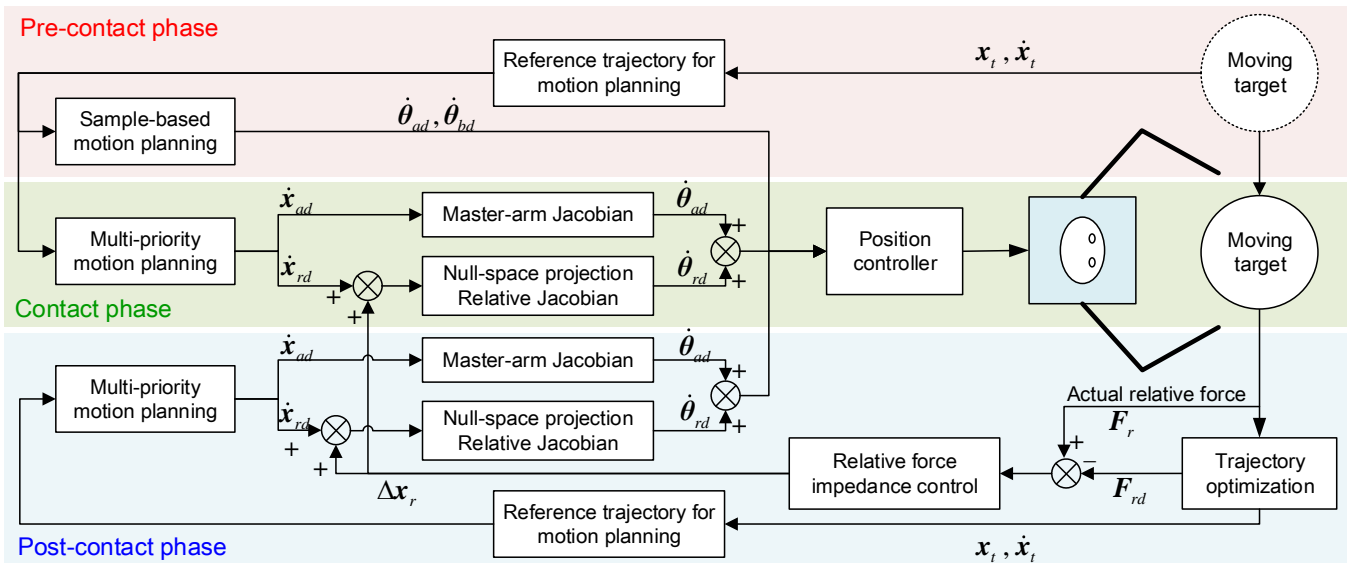 Pre-contact phase
Reference trajectory for
motion planning
x_t , ẋ_t
Moving
target
Sample-based
motion planning
θ̇_ad, θ̇_bd
Multi-priority
motion planning
ẋ_ad
Master-arm Jacobian
θ̇_ad
+
ẋ_rd
+
+
Null-space projection
Relative Jacobian
θ̇_rd
+
Position
controller
Moving
target
Contact phase
Multi-priority
motion planning
ẋ_ad
Master-arm Jacobian
θ̇_ad
+
ẋ_rd
+
+
Null-space projection
Relative Jacobian
θ̇_rd
+
Actual relative force
F_r
+
−
F_rd
Relative force
impedance control
Trajectory
optimization
Δx_r
Reference trajectory for
motion planning
x_t , ẋ_t
Post-contact phase